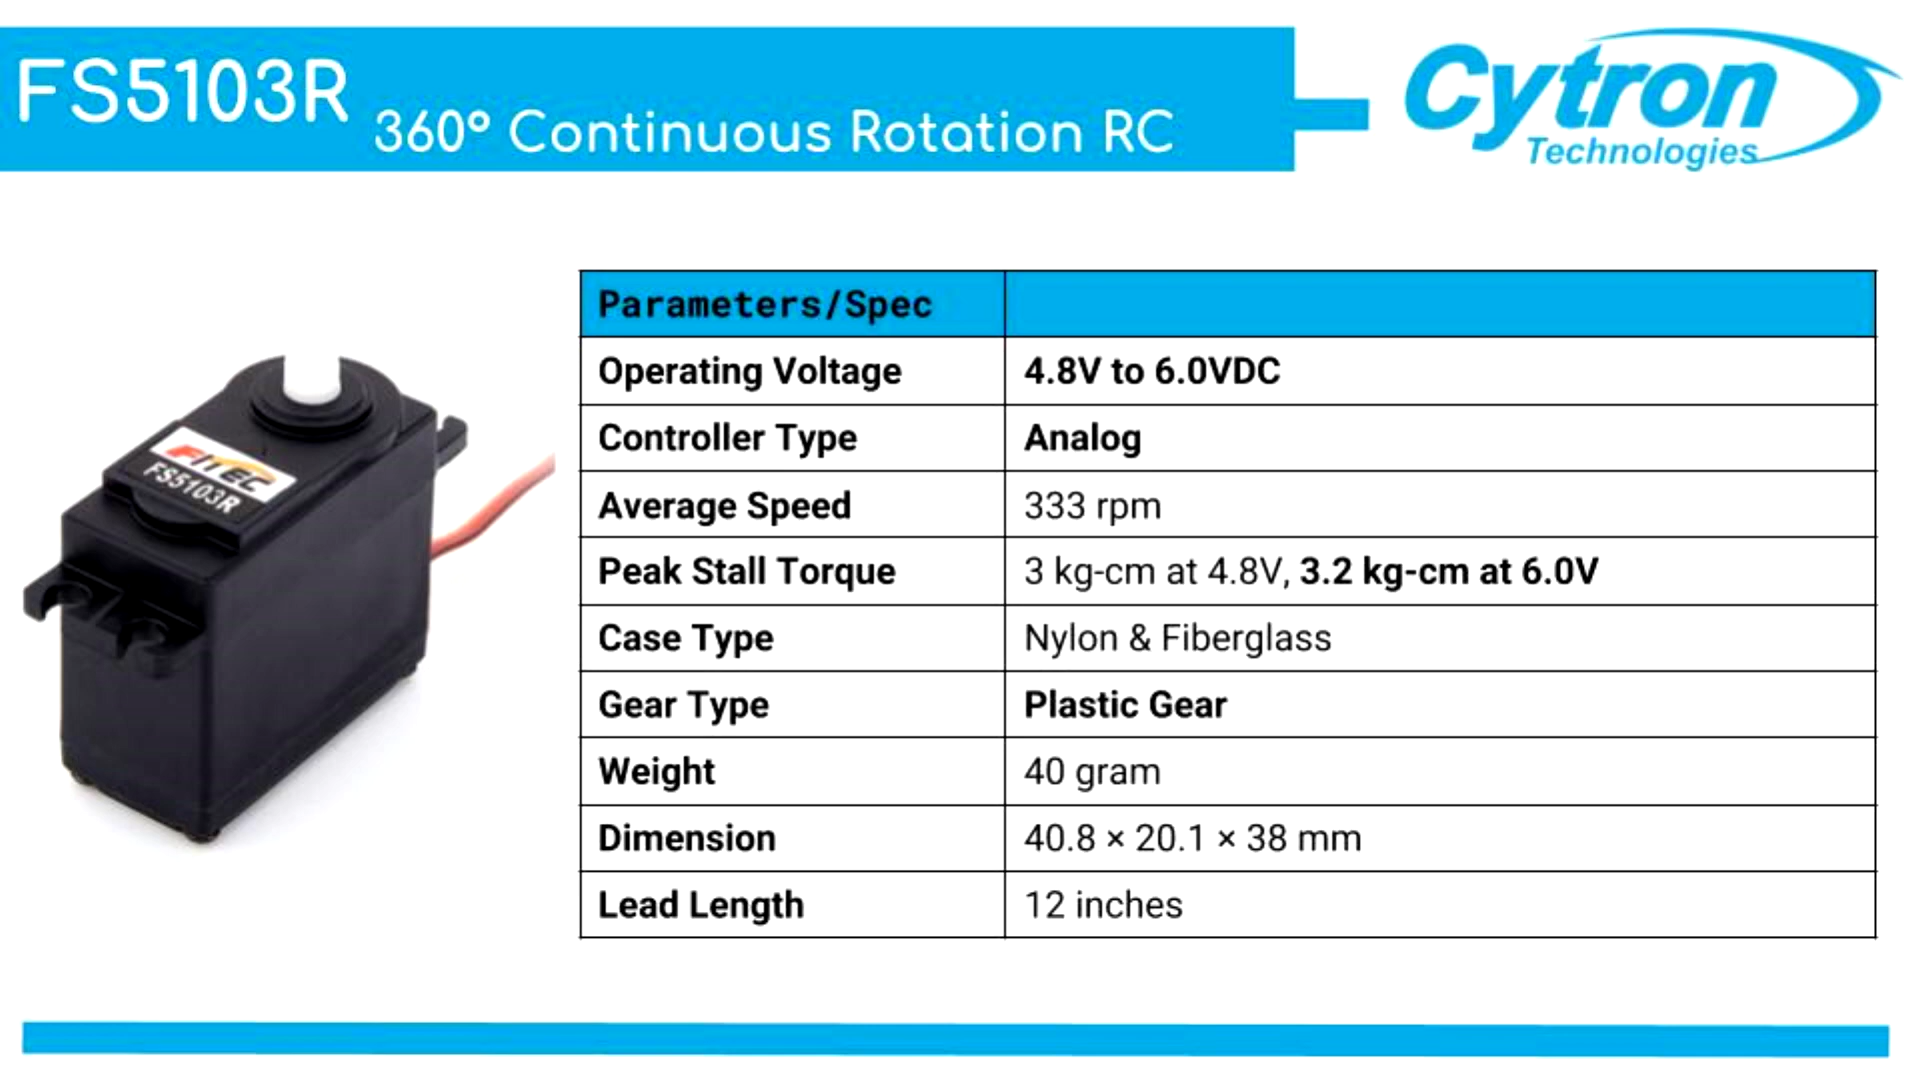 FS5103R 360º Continuous Rotation RC
Cytron
Technologies
FITEC
FS5103R
Parameters/Spec
Operating Voltage 4.8V to 6.0VDC
Controller Type Analog
Average Speed 333 rpm
Peak Stall Torque 3 kg-cm at 4.8V, 3.2 kg-cm at 6.0V
Case Type Nylon & Fiberglass
Gear Type Plastic Gear
Weight 40 gram
Dimension 40.8 × 20.1 × 38 mm
Lead Length 12 inches